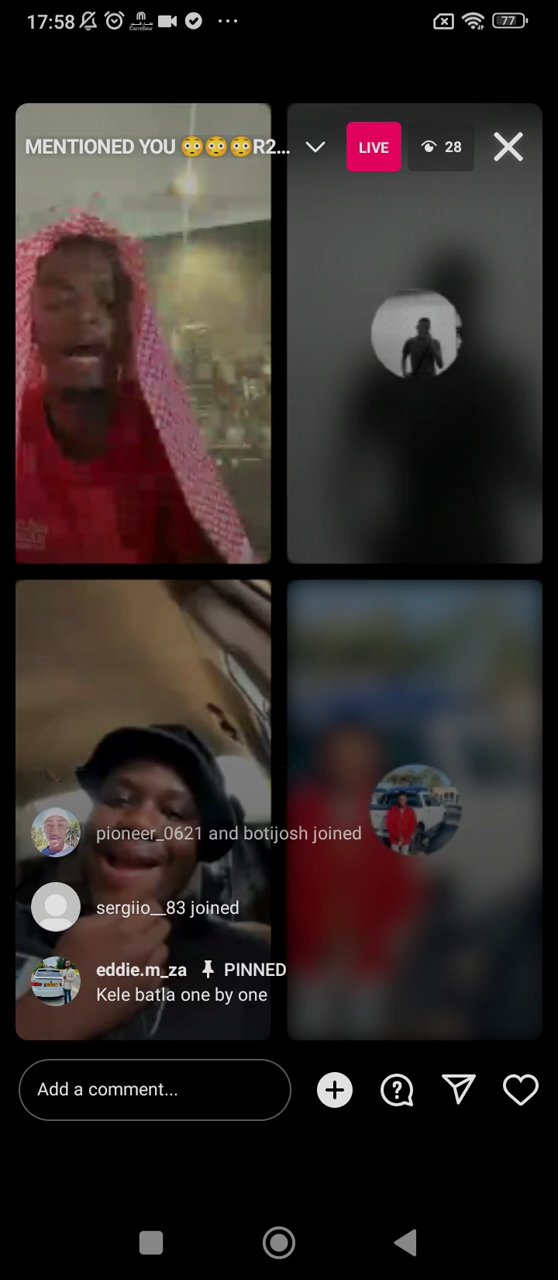 17:58
77
MENTIONED YOU 😳😳😳R2...
LIVE
28
pioneer_0621 and botijosh joined
sergiio__83 joined
eddie.m_za PINNED
Kele batla one by one
Add a comment...